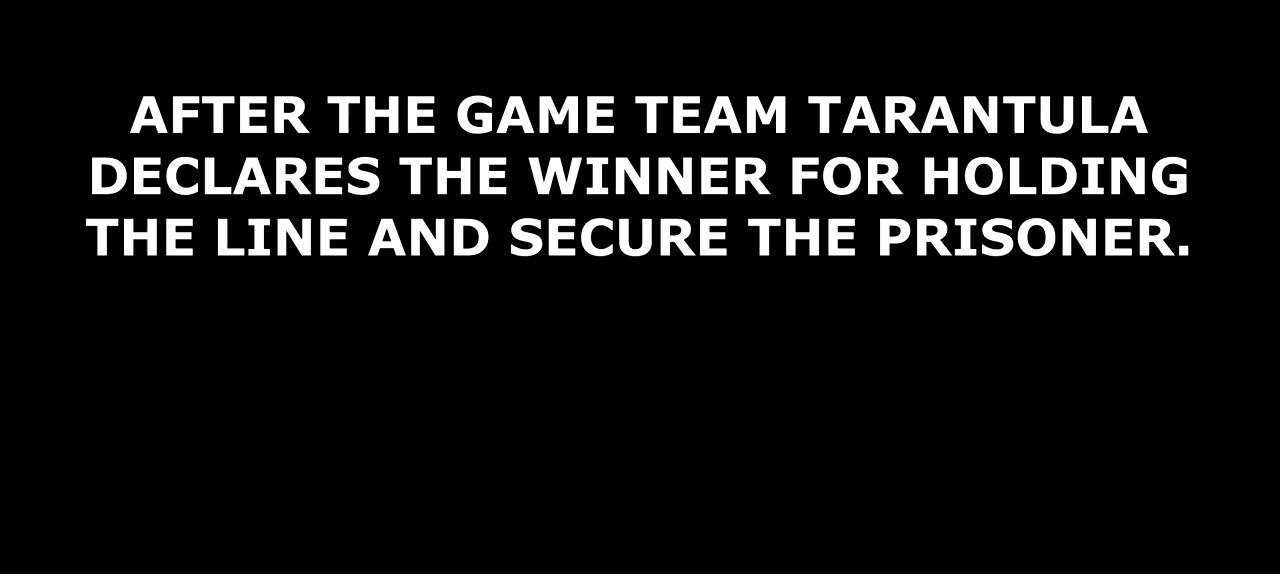 AFTER THE GAME TEAM TARANTULA
DECLARES THE WINNER FOR HOLDING
THE LINE AND SECURE THE PRISONER.